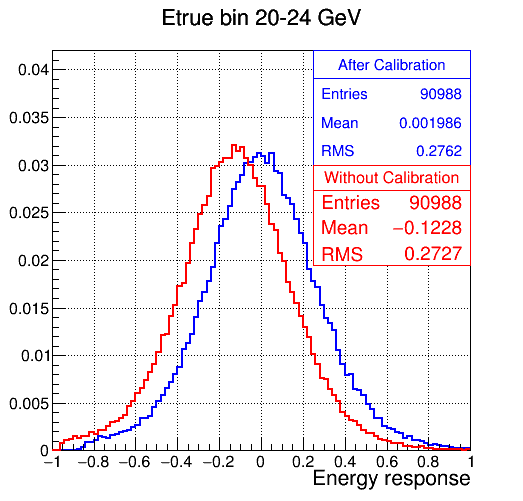 Etrue bin 20-24 GeV
After Calibration
Entries 90988
Mean 0.001986
RMS 0.2762
Without Calibration
Entries 90988
Mean −0.1228
RMS 0.2727
0.04
0.035
0.03
0.025
0.02
0.015
0.01
0.005
0
−1 −0.8 −0.6 −0.4 −0.2 0 0.2 0.4 0.6 0.8 1
Energy response